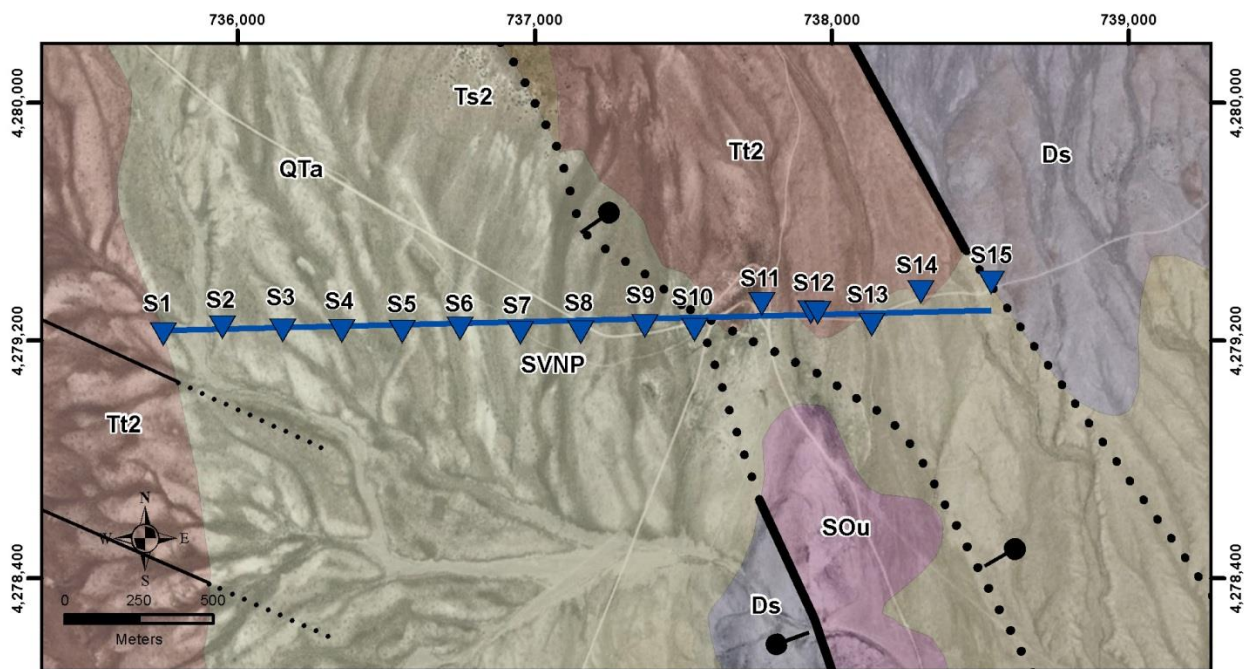 736,000 737,000 738,000 739,000
4,280,000 4,280,000
Ts2
Tt2
Ds
QTa
S15
S14
S11
S12
S1 S2 S3 S4 S5 S6 S7 S8 S9 S10 S13
4,279,200 4,279,200
SVNP
Tt2
N
W E
S
SOu
4,278,400 4,278,400
0 250 500
Meters
Ds